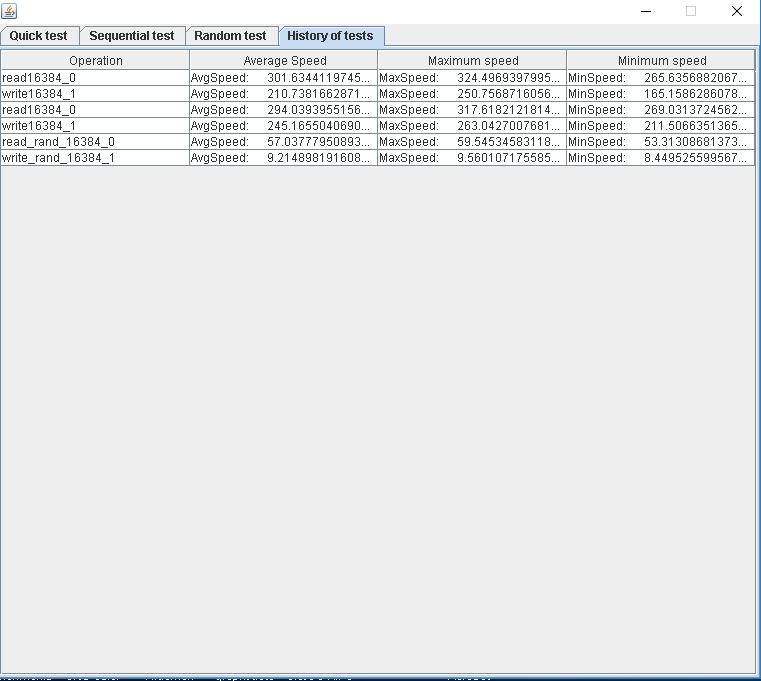 Quick test Sequential test Random test History of tests
Operation Average Speed Maximum speed Minimum speed
read16384_0 AvgSpeed: 301.6344119745... MaxSpeed: 324.4969397995... MinSpeed: 265.6356882067...
write16384_1 AvgSpeed: 210.7381662871... MaxSpeed: 250.7568716056... MinSpeed: 165.1586286078...
read16384_0 AvgSpeed: 294.0393955156... MaxSpeed: 317.6182121814... MinSpeed: 269.0313724562...
write16384_1 AvgSpeed: 245.1655040690... MaxSpeed: 263.0427007681... MinSpeed: 211.5066351365...
read_rand_16384_0 AvgSpeed: 57.03777950893... MaxSpeed: 59.54534583118... MinSpeed: 53.31308681373...
write_rand_16384_1 AvgSpeed: 9.214898191608... MaxSpeed: 9.560107175585... MinSpeed: 8.449525599567...